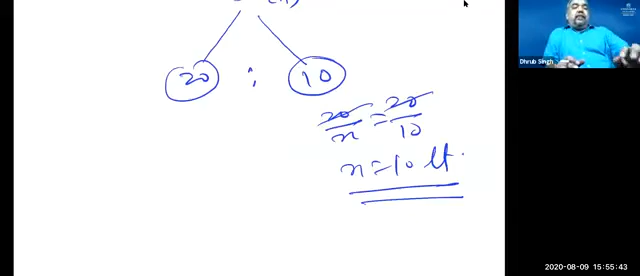 20 : 10
20/n = 20/10
n = 10 lt.
Dhrub Singh
2020-08-09 15:55:43